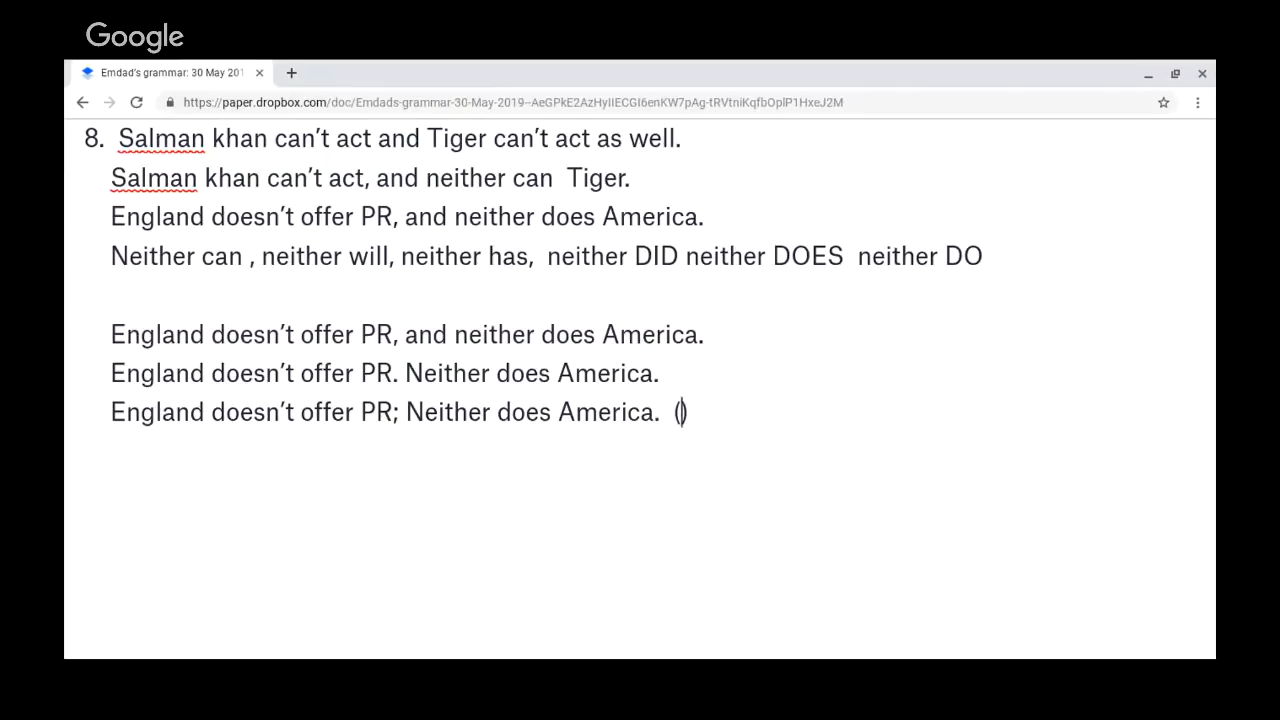 Google
Emdad's grammar: 30 May 201
https://paper.dropbox.com/doc/Emdads-grammar-30-May-2019--AeGPkE2AzHyIIECGI6enKW7pAg-tRVtniKqfbOplP1HxeJ2M
8. Salman khan can't act and Tiger can't act as well.
Salman khan can't act, and neither can Tiger.
England doesn't offer PR, and neither does America.
Neither can , neither will, neither has, neither DID neither DOES neither DO
England doesn't offer PR, and neither does America.
England doesn't offer PR. Neither does America.
England doesn't offer PR; Neither does America. ()